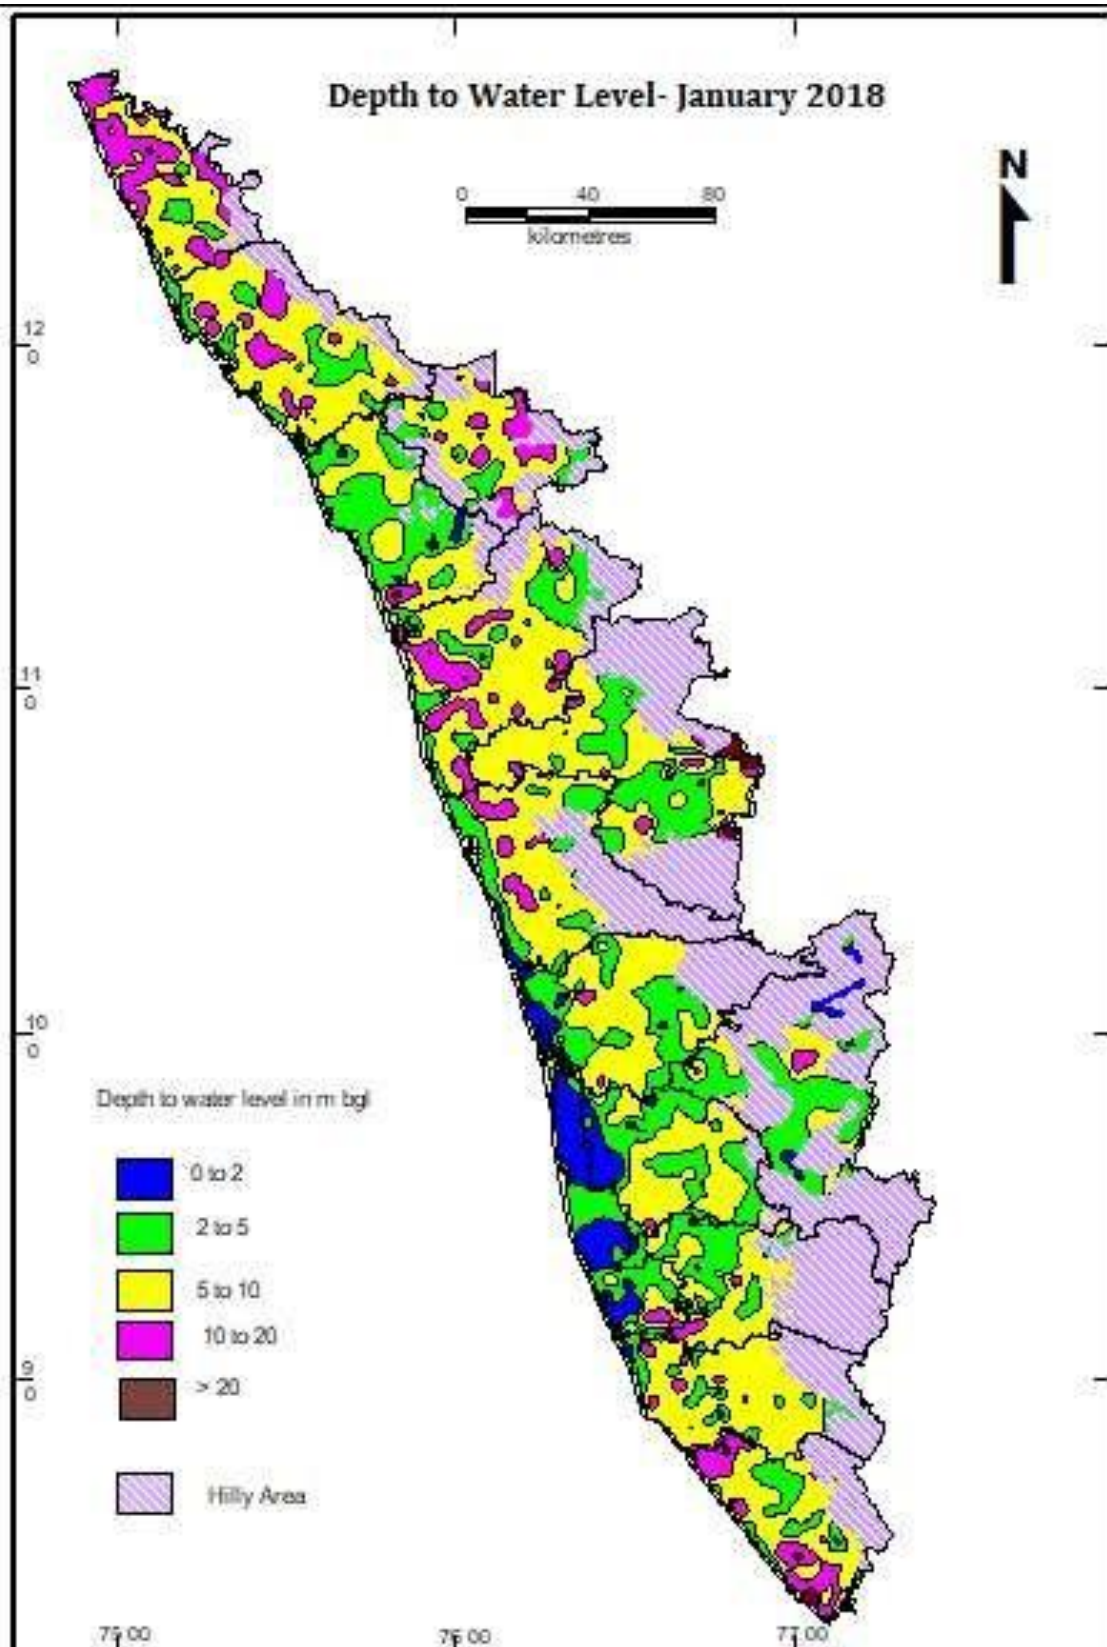 Depth to Water Level- January 2018
N
0 40 80
kilometres
12
0
11
0
10
0
9
0
Depth to water level in m bgl
0 to 2
2 to 5
5 to 10
10 to 20
> 20
Hilly Area
75 00 76 00 77 00